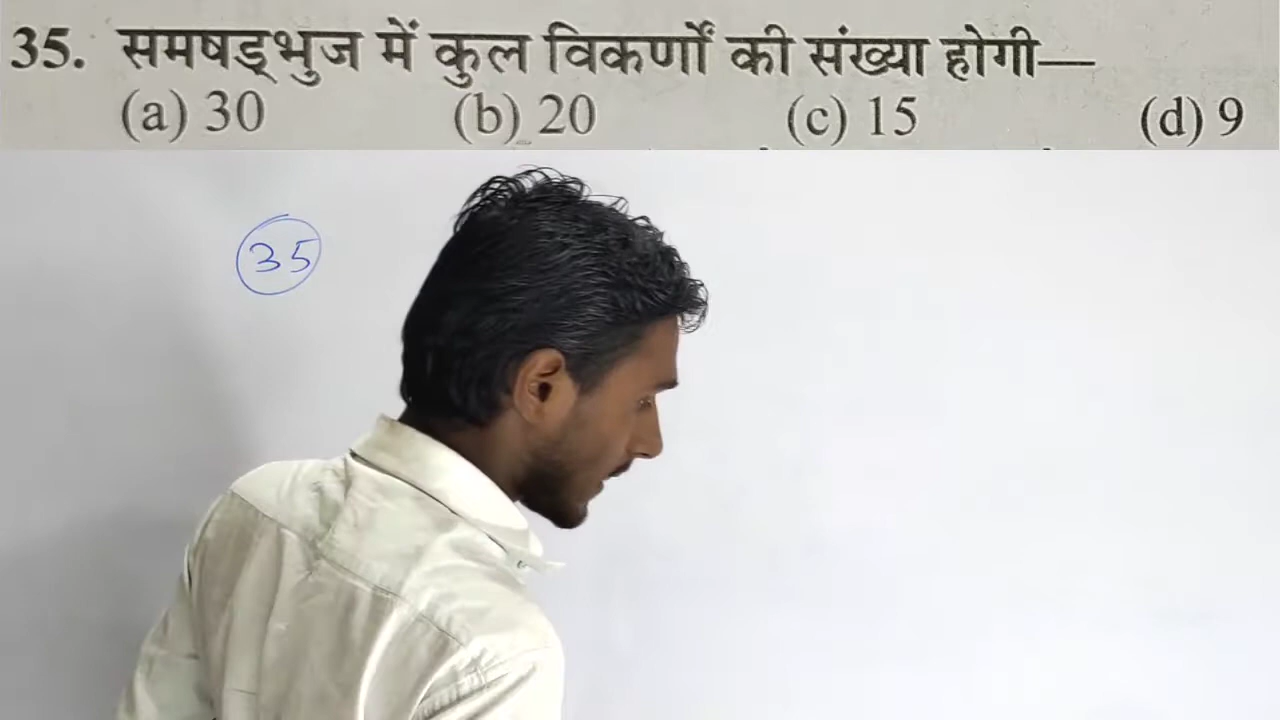 35. समषड्भुज में कुल विकर्णों की संख्या होगी—
(a) 30 (b) 20 (c) 15 (d) 9
35